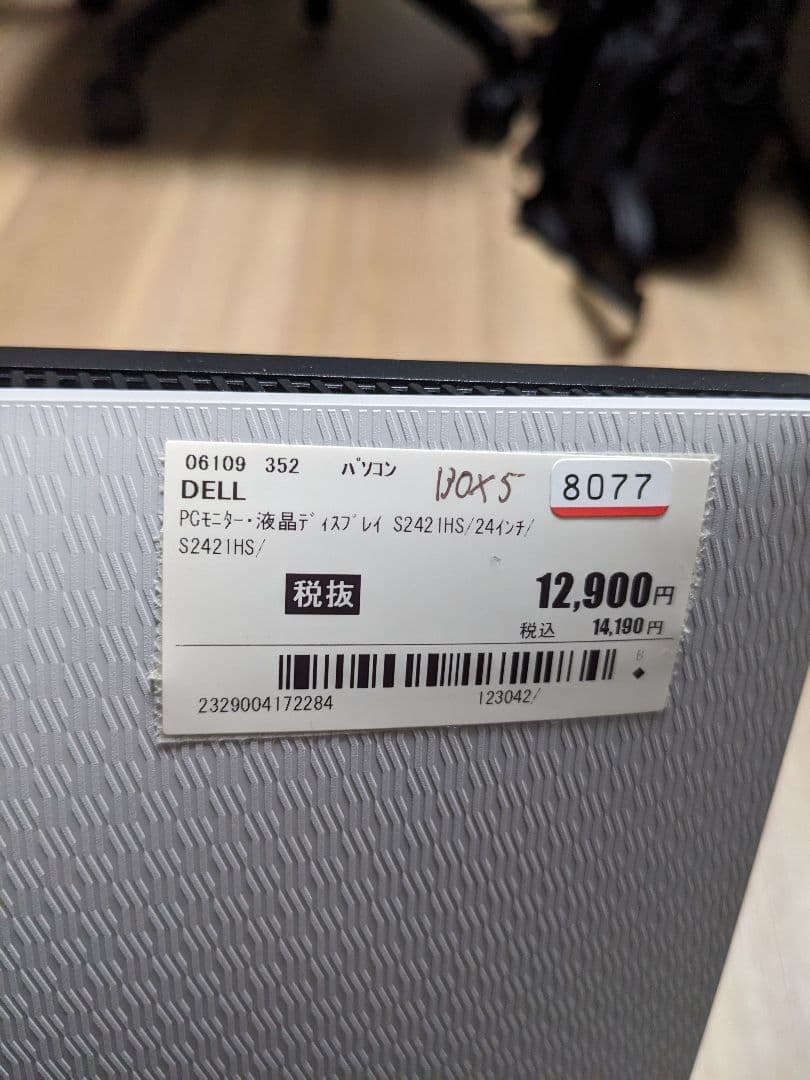 06109 352 パソコン BOX5 8077
DELL
PCモニター・液晶ディスプレイ S2421HS/24インチ/
S2421HS/
税抜 12,900円
税込 14,190円
B
◆
2329004172284 123042/